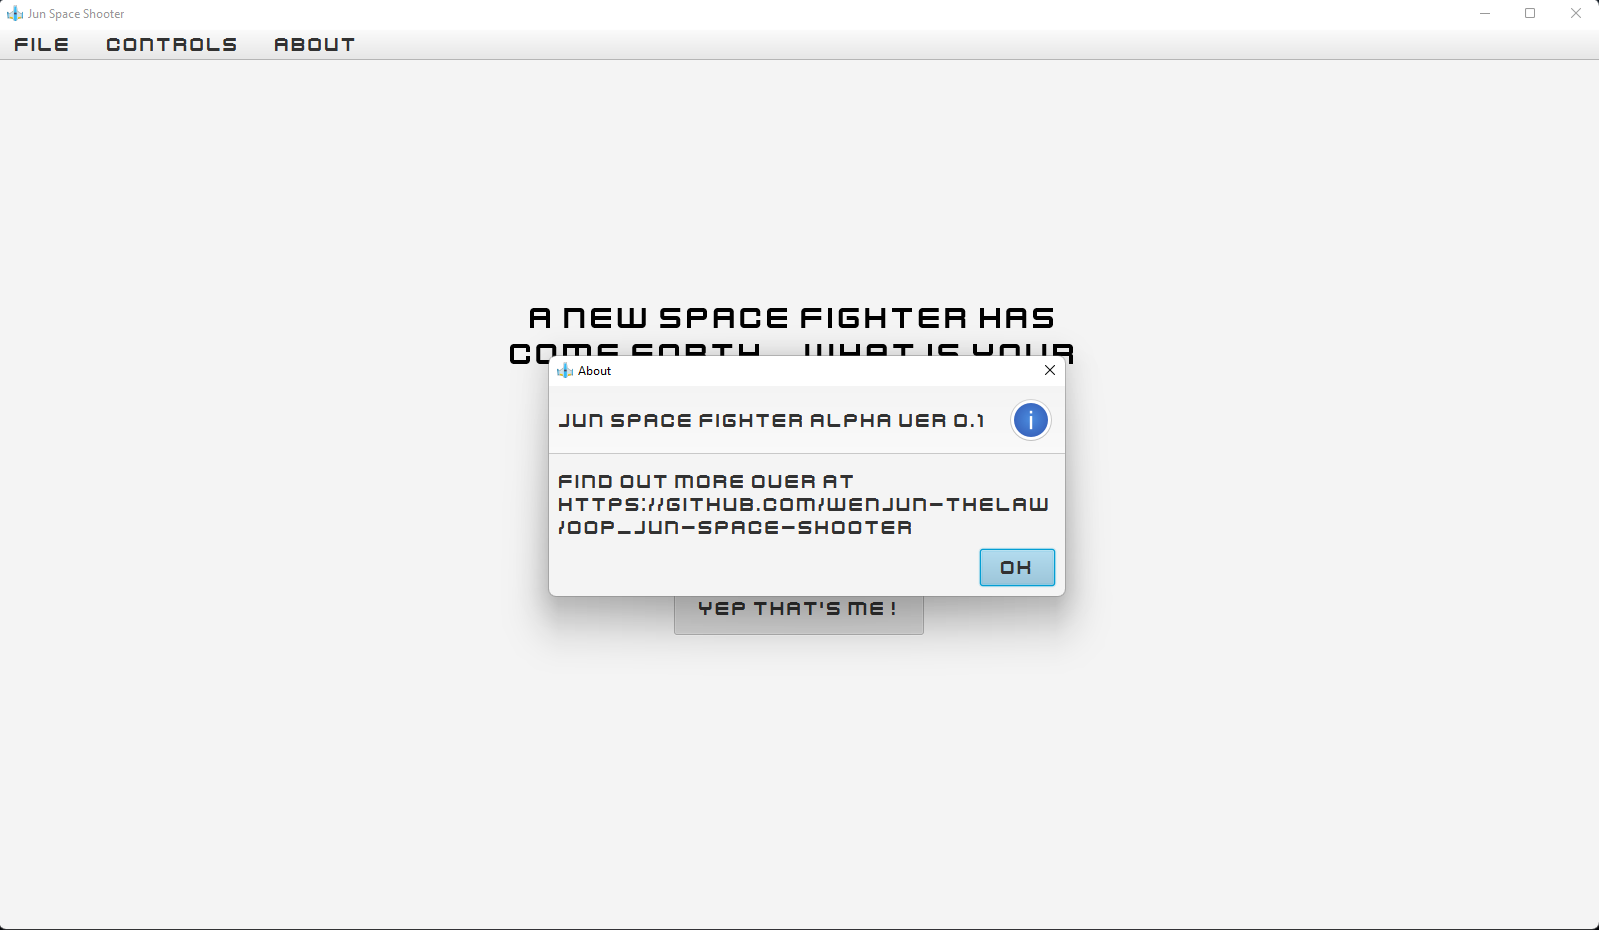 Jun Space Shooter
FILE CONTROLS ABOUT
A NEW SPACE FIGHTER HAS
COME FORTH... WHAT IS YOUR
About
JUN SPACE FIGHTER ALPHA VER 0.1
FIND OUT MORE OVER AT
HTTPS://GITHUB.COM/WENJUN-THELAW
/OOP_JUN-SPACE-SHOOTER
OK
YEP THAT'S ME !